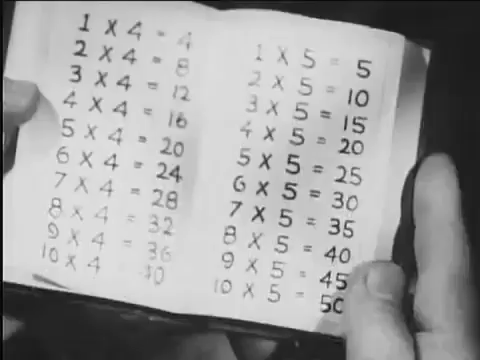 1 X 4 = 4
2 X 4 = 8
3 X 4 = 12
4 X 4 = 16
5 X 4 = 20
6 X 4 = 24
7 X 4 = 28
8 X 4 = 32
9 X 4 = 36
10 X 4 40
1 X 5 = 5
2 X 5 = 10
3 X 5 = 15
4 X 5 = 20
5 X 5 = 25
6 X 5 = 30
7 X 5 = 35
8 X 5 = 40
9 X 5 = 45
10 X 5 = 50